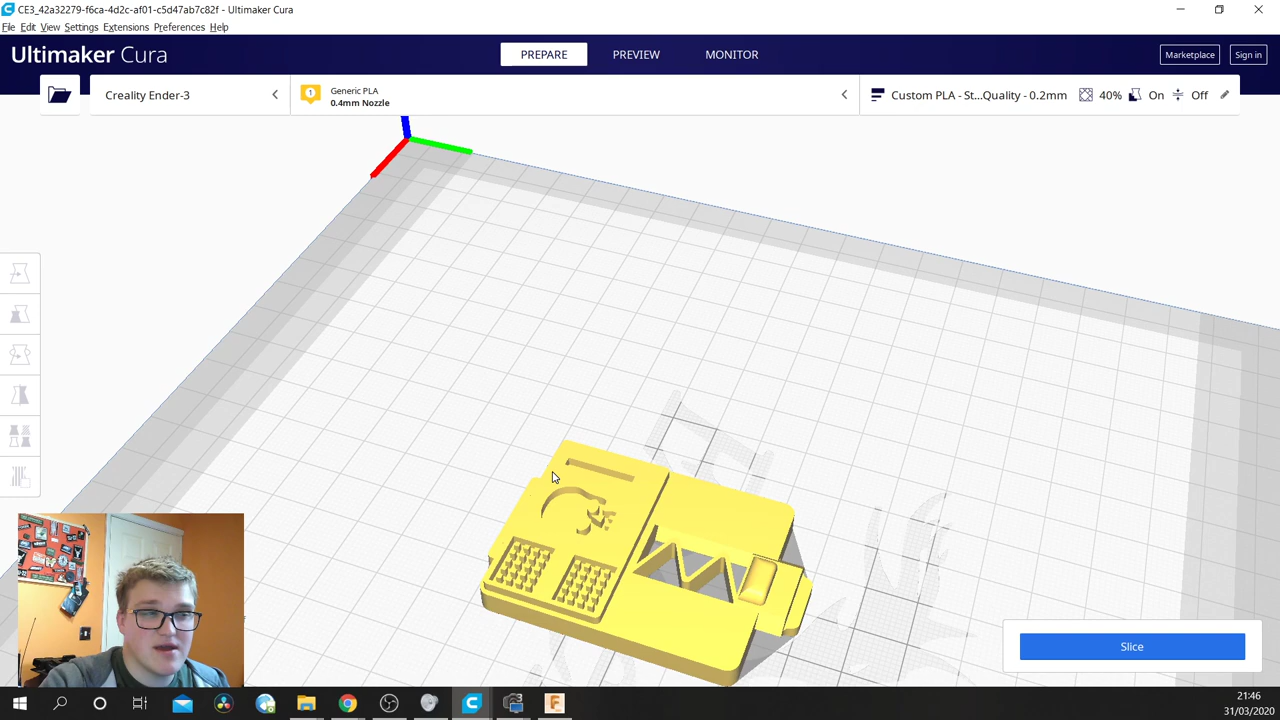 CE3_42a32279-f6ca-4d2c-af01-c5d47ab7c82f - Ultimaker Cura
File Edit View Settings Extensions Preferences Help
Ultimaker Cura
PREPARE
PREVIEW
MONITOR
Marketplace
Sign in
Creality Ender-3
1
Generic PLA
0.4mm Nozzle
Custom PLA - St...Quality - 0.2mm
40%
On
Off
Slice
21:46
31/03/2020